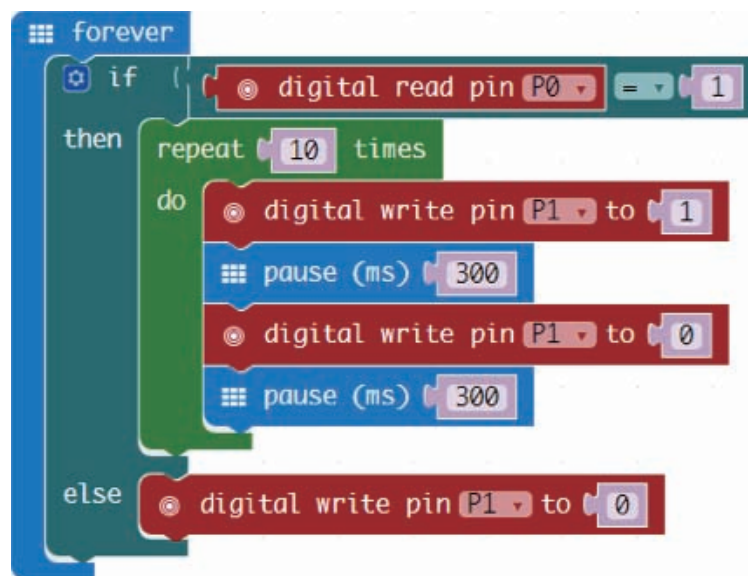 forever
if digital read pin P0 = 1
then repeat 10 times
do digital write pin P1 to 1
pause (ms) 300
digital write pin P1 to 0
pause (ms) 300
else digital write pin P1 to 0